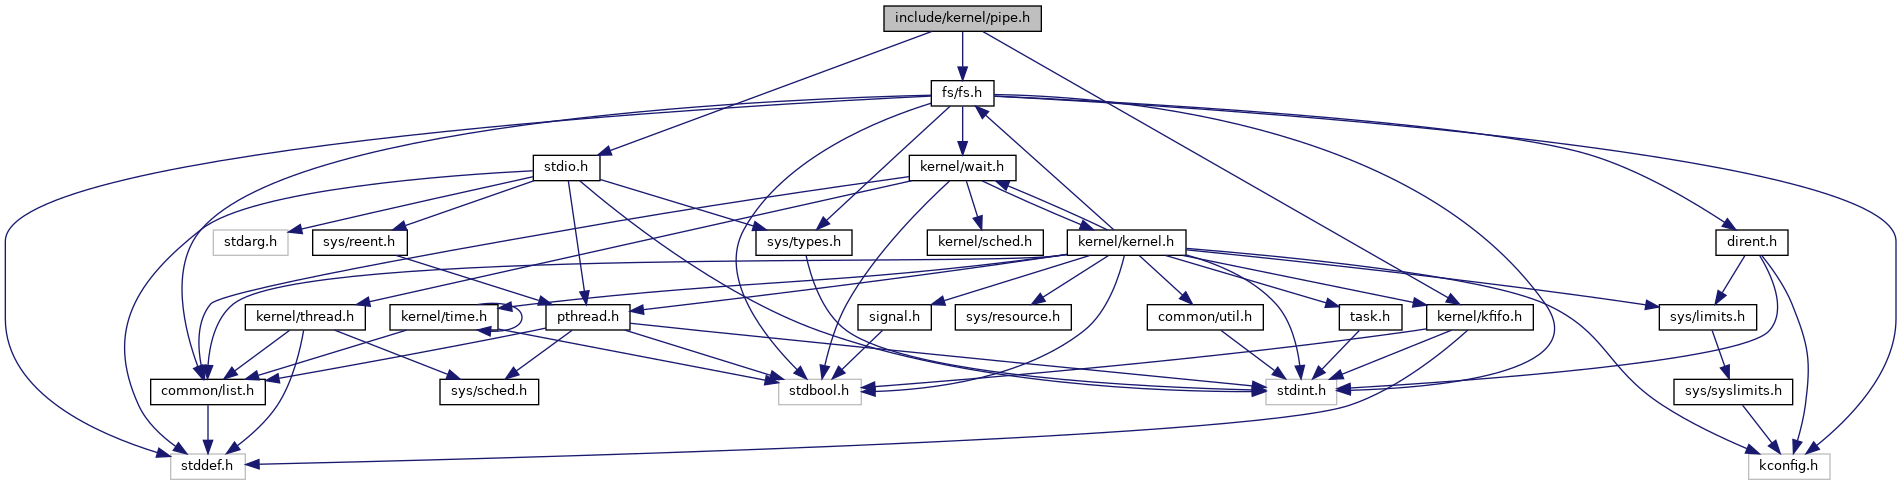 include/kernel/pipe.h
fs/fs.h
stdio.h
kernel/wait.h
stdarg.h
sys/reent.h
sys/types.h
kernel/sched.h
kernel/kernel.h
dirent.h
kernel/thread.h
kernel/time.h
pthread.h
signal.h
sys/resource.h
common/util.h
task.h
kernel/kfifo.h
sys/limits.h
common/list.h
sys/sched.h
stdbool.h
stdint.h
sys/syslimits.h
stddef.h
kconfig.h